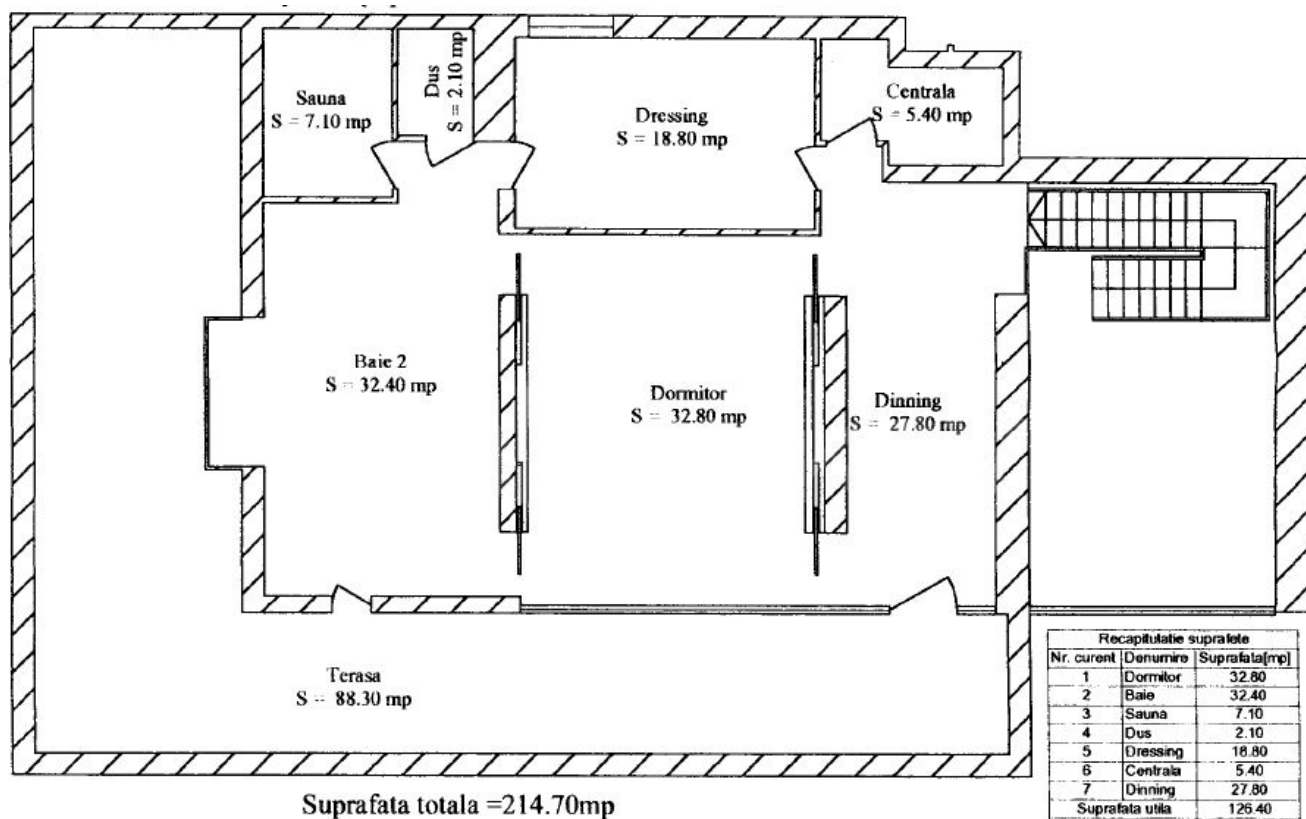 Sauna
S = 7.10 mp
Dus
S = 2.10 mp
Dressing
S = 18.80 mp
Centrala
S = 5.40 mp
Baie 2
S = 32.40 mp
Dormitor
S = 32.80 mp
Dinning
S = 27.80 mp
Terasa
S = 88.30 mp
Suprafata totala =214.70mp
Recapitulatie suprafete
Nr. curent Denumire Suprafata[mp]
1 Dormitor 32.80
2 Baie 32.40
3 Sauna 7.10
4 Dus 2.10
5 Dressing 18.80
6 Centrala 5.40
7 Dinning 27.80
Suprafata utila 126.40